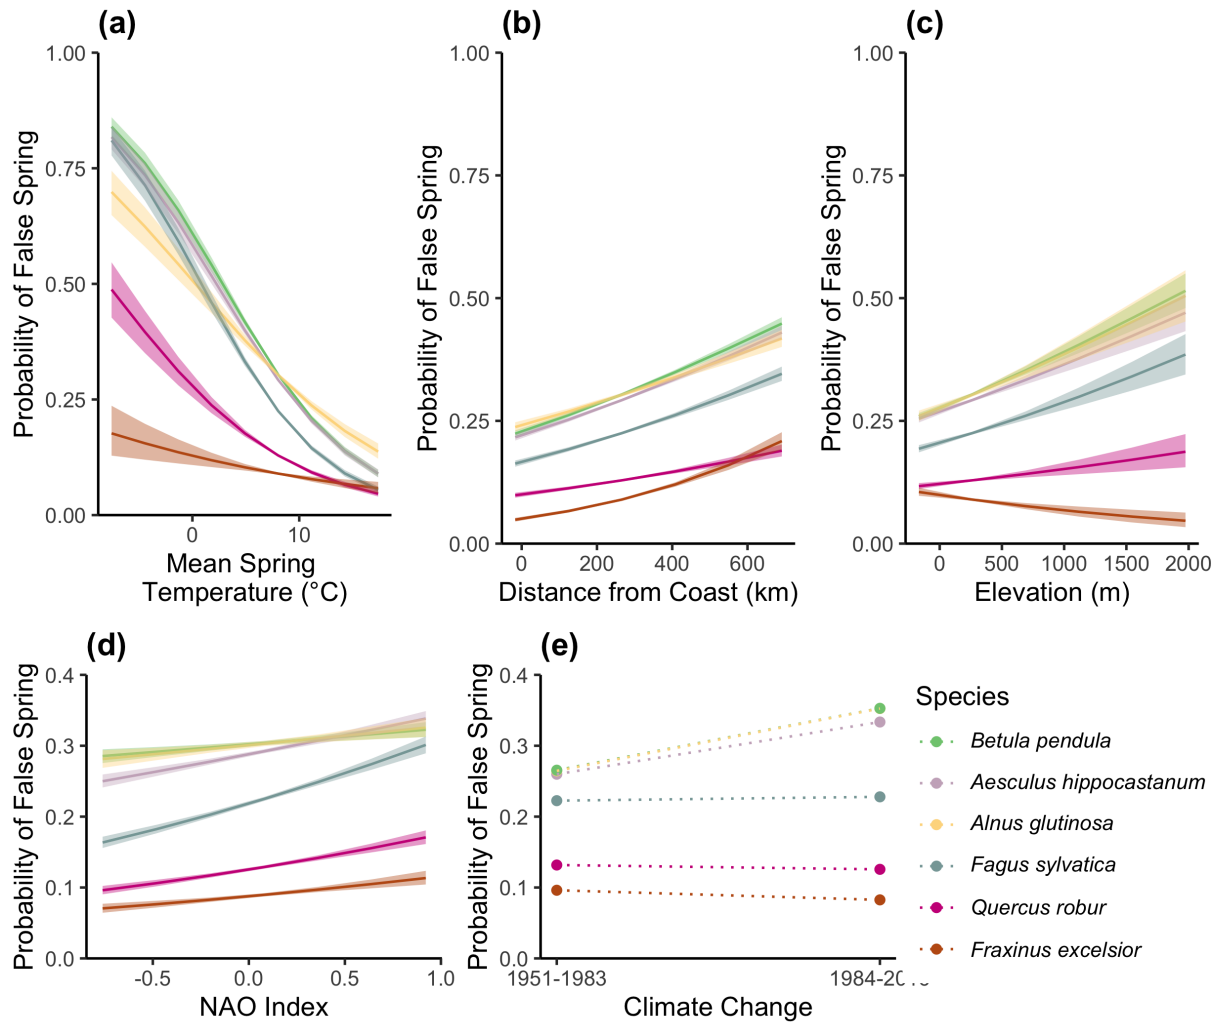 (a)
(b)
(c)
Probability of False Spring
1.00
0.75
0.50
0.25
0.00
0
10
Mean Spring
Temperature (°C)
Probability of False Spring
1.00
0.75
0.50
0.25
0.00
0
200
400
600
Distance from Coast (km)
Probability of False Spring
1.00
0.75
0.50
0.25
0.00
0
500
1000
1500
2000
Elevation (m)
(d)
(e)
Probability of False Spring
0.4
0.3
0.2
0.1
0.0
-0.5
0.0
0.5
1.0
NAO Index
Probability of False Spring
0.4
0.3
0.2
0.1
0.0
1951-1983
Climate Change
Species
Betula pendula
Aesculus hippocastanum
Alnus glutinosa
Fagus sylvatica
Quercus robur
Fraxinus excelsior